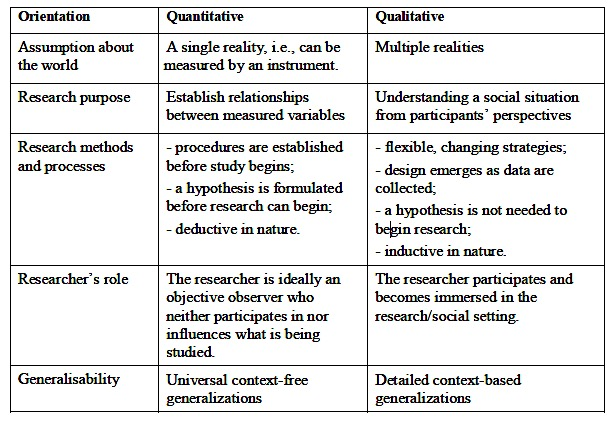 Orientation Quantitative Qualitative
Assumption about the world
A single reality, i.e., can be
measured by an instrument.
Multiple realities
Research purpose
Establish relationships
between measured variables
Understanding a social situation
from participants' perspectives
Research methods
and processes
- procedures are established
before study begins;
- a hypothesis is formulated
before research can begin;
- deductive in nature.
- flexible, changing strategies;
- design emerges as data are
collected;
- a hypothesis is not needed to
begin research;
- inductive in nature.
Researcher's role
The researcher is ideally an
objective observer who
neither participates in nor
influences what is being
studied.
The researcher participates and
becomes immersed in the
research/social setting.
Generalisability
Universal context-free
generalizations
Detailed context-based
generalizations